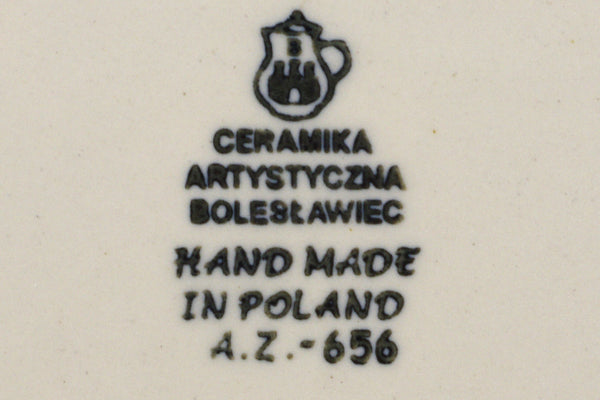 B
CERAMIKA
ARTYSTYCZNA
BOLESŁAWIEC
HAND MADE
IN POLAND
A.Z.-656